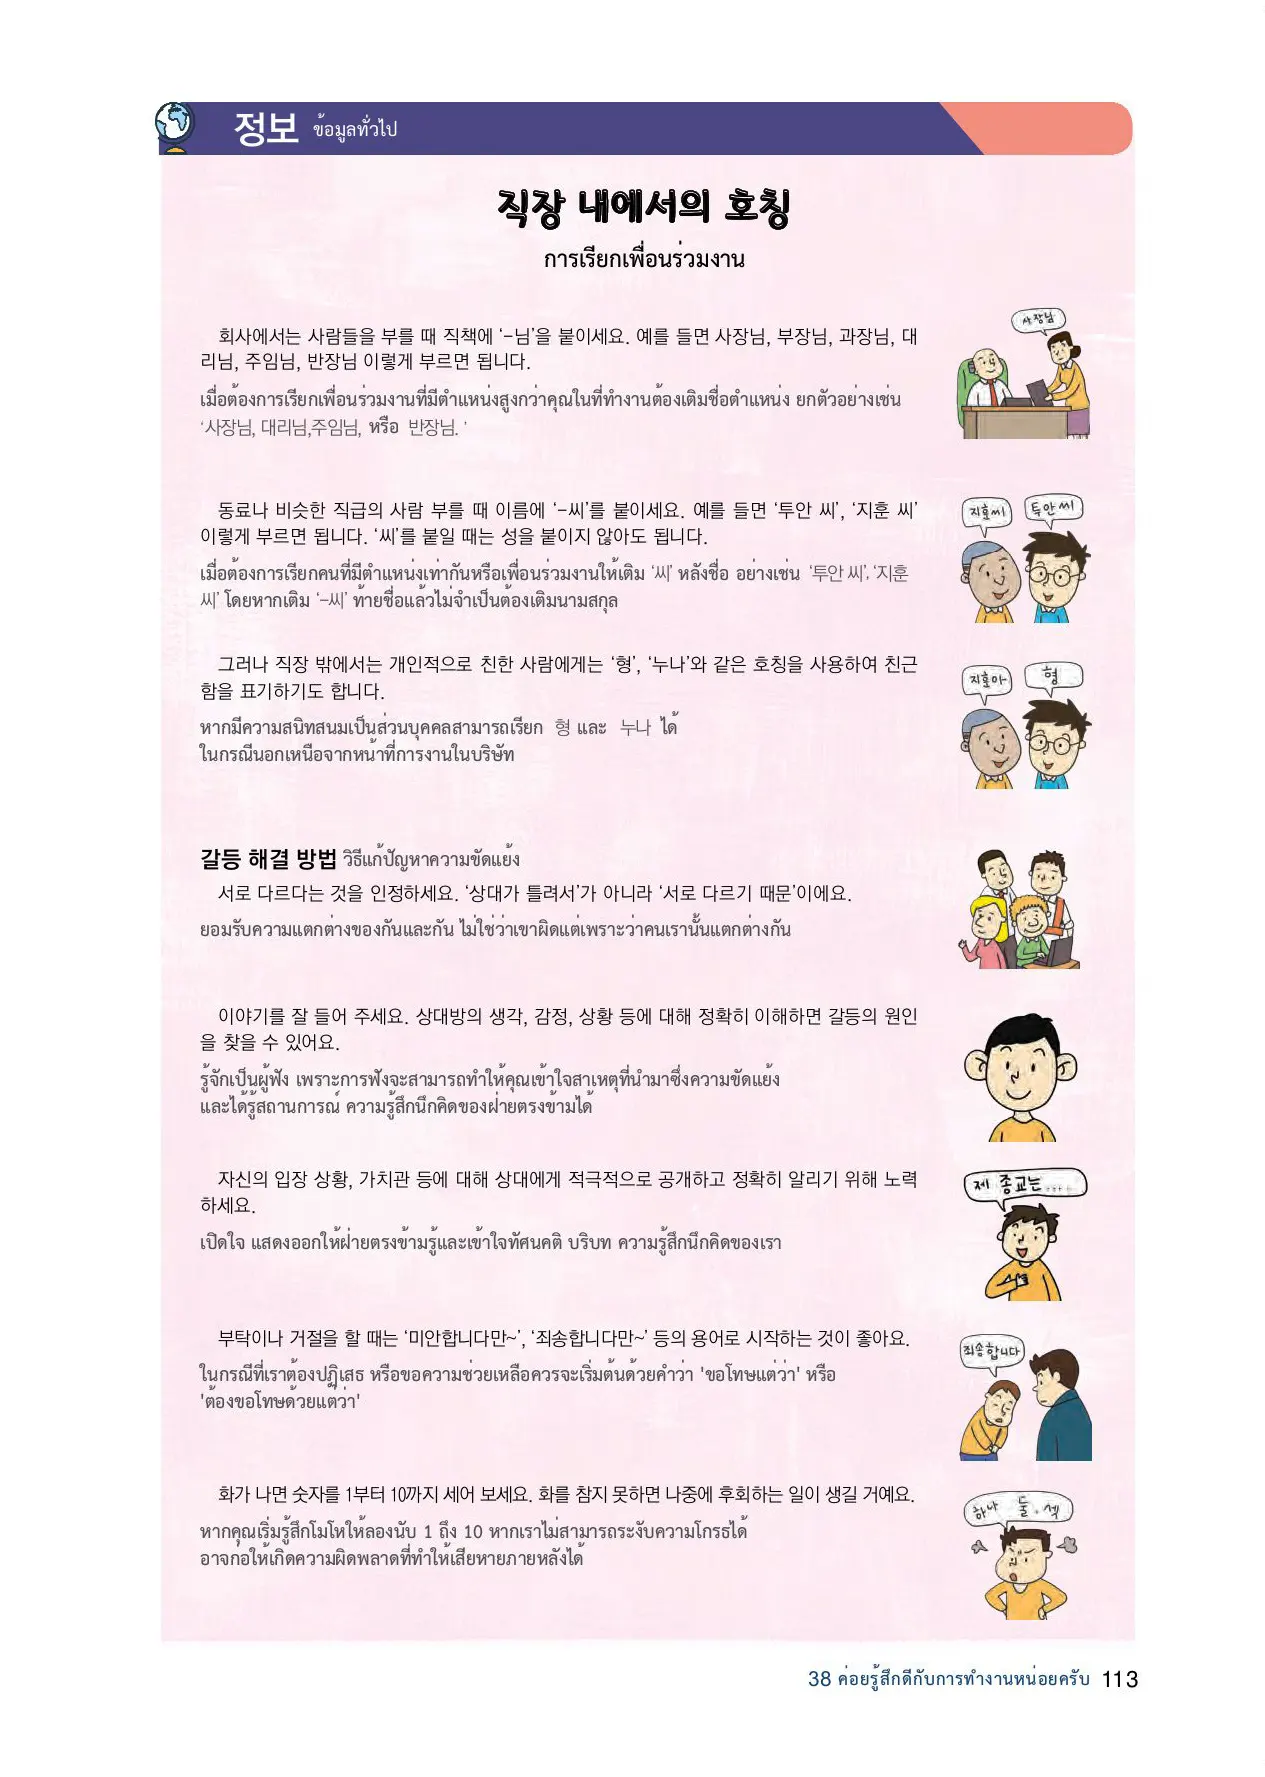 정보 ข้อมูลทั่วไป
직장 내에서의 호칭
การเรียกเพื่อนร่วมงาน
회사에서는 사람들을 부를 때 직책에 ‘-님’을 붙이세요. 예를 들면 사장님, 부장님, 과장님, 대
리님, 주임님, 반장님 이렇게 부르면 됩니다.
เมื่อต้องการเรียกเพื่อนร่วมงานที่มีตำแหน่งสูงกว่าคุณในที่ทำงานต้องเติมชื่อตำแหน่ง ยกตัวอย่างเช่น
‘사장님, 대리님,주임님, หรือ 반장님. ’
사장님
동료나 비슷한 직급의 사람 부를 때 이름에 ‘-씨’를 붙이세요. 예를 들면 ‘투안 씨’, ‘지훈 씨’
이렇게 부르면 됩니다. ‘씨’를 붙일 때는 성을 붙이지 않아도 됩니다.
เมื่อต้องการเรียกคนที่มีตำแหน่งเท่ากันหรือเพื่อนร่วมงานให้เติม ‘씨’ หลังชื่อ อย่างเช่น ‘투안 씨’, ‘지훈
씨’ โดยหากเติม ‘-씨’ ท้ายชื่อแล้วไม่จำเป็นต้องเติมนามสกุล
지훈씨
투안 씨
그러나 직장 밖에서는 개인적으로 친한 사람에게는 ‘형’, ‘누나’와 같은 호칭을 사용하여 친근
함을 표기하기도 합니다.
หากมีความสนิทสนมเป็นส่วนบุคคลสามารถเรียก 형 และ 누나 ได้
ในกรณีนอกเหนือจากหน้าที่การงานในบริษัท
지훈아
형
갈등 해결 방법 วิธีแก้ปัญหาความขัดแย้ง
서로 다르다는 것을 인정하세요. ‘상대가 틀려서’가 아니라 ‘서로 다르기 때문’이에요.
ยอมรับความแตกต่างของกันและกัน ไม่ใช่ว่าเขาผิดแต่เพราะว่าคนเรานั้นแตกต่างกัน
이야기를 잘 들어 주세요. 상대방의 생각, 감정, 상황 등에 대해 정확히 이해하면 갈등의 원인
을 찾을 수 있어요.
รู้จักเป็นผู้ฟัง เพราะการฟังจะสามารถทำให้คุณเข้าใจสาเหตุที่นำมาซึ่งความขัดแย้ง
และได้รู้สถานการณ์ ความรู้สึกนึกคิดของฝ่ายตรงข้ามได้
자신의 입장 상황, 가치관 등에 대해 상대에게 적극적으로 공개하고 정확히 알리기 위해 노력
하세요.
เปิดใจ แสดงออกให้ฝ่ายตรงข้ามรู้และเข้าใจทัศนคติ บริบท ความรู้สึกนึกคิดของเรา
제 종교는....
부탁이나 거절을 할 때는 ‘미안합니다만~’, ‘죄송합니다만~’ 등의 용어로 시작하는 것이 좋아요.
ในกรณีที่เราต้องปฏิเสธ หรือขอความช่วยเหลือควรจะเริ่มต้นด้วยคำว่า 'ขอโทษแต่ว่า' หรือ
'ต้องขอโทษด้วยแต่ว่า'
죄송합니다
화가 나면 숫자를 1부터 10까지 세어 보세요. 화를 참지 못하면 나중에 후회하는 일이 생길 거예요.
หากคุณเริ่มรู้สึกโมโหให้ลองนับ 1 ถึง 10 หากเราไม่สามารถระงับความโกรธได้
อาจกอให้เกิดความผิดพลาดที่ทำให้เสียหายภายหลังได้
하나 둘. 셋
38 ค่อยรู้สึกดีกับการทำงานหน่อยครับ 113